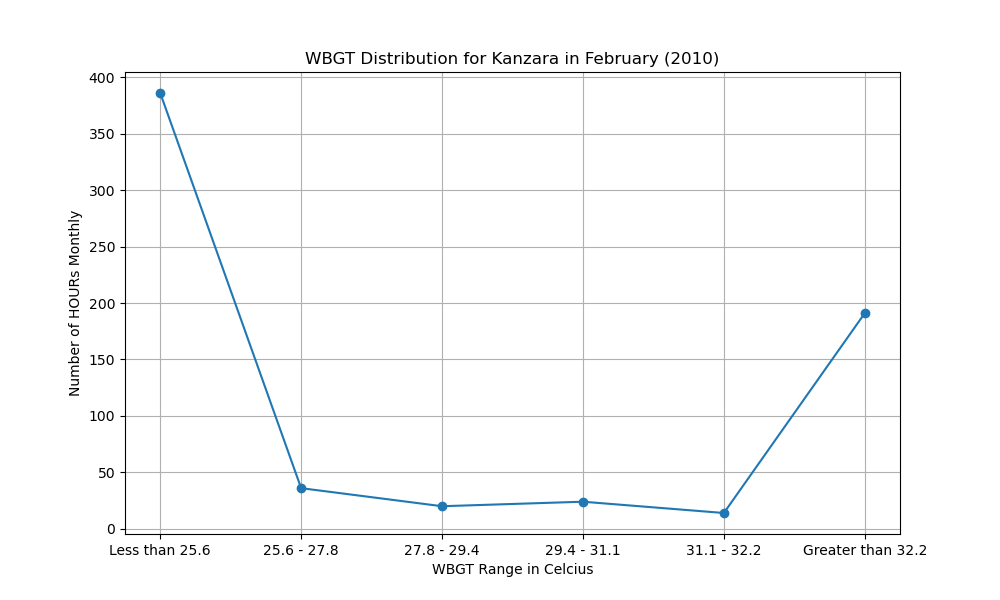 WBGT Distribution for Kanzara in February (2010)
Number of HOURs Monthly
400
350
300
250
200
150
100
50
0
Less than 25.6
25.6 - 27.8
27.8 - 29.4
29.4 - 31.1
31.1 - 32.2
Greater than 32.2
WBGT Range in Celcius